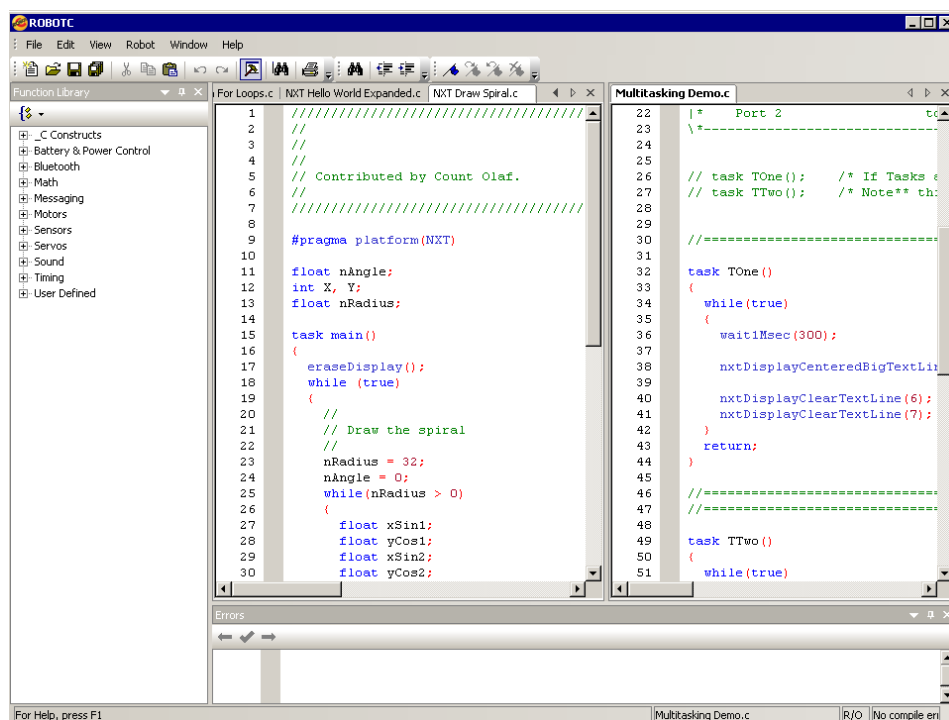 ROBOTC
File Edit View Robot Window Help
Function Library
_C Constructs
Battery & Power Control
Bluetooth
Math
Messaging
Motors
Sensors
Servos
Sound
Timing
User Defined
For Loops.c | NXT Hello World Expanded.c | NXT Draw Spiral.c
1 /////////////////////////////////////
2 //
3 //
4 //
5 // Contributed by Count Olaf.
6 //
7 /////////////////////////////////////
8
9 #pragma platform(NXT)
10
11 float nAngle;
12 int X, Y;
13 float nRadius;
14
15 task main()
16 {
17 eraseDisplay();
18 while (true)
19 {
20 //
21 // Draw the spiral
22 //
23 nRadius = 32;
24 nAngle = 0;
25 while(nRadius > 0)
26 {
27 float xSin1;
28 float yCos1;
29 float xSin2;
30 float yCos2;
Multitasking Demo.c
22 |* Port 2 to
23 \*------------------------------
24
25
26 // task TOne(); /* If Tasks a
27 // task TTwo(); /* Note** thi
28
29
30 //==============================
31
32 task TOne()
33 {
34 while(true)
35 {
36 wait1Msec(300);
37
38 nxtDisplayCenteredBigTextLin
39
40 nxtDisplayClearTextLine(6);
41 nxtDisplayClearTextLine(7);
42 }
43 return;
44 }
45
46 //==============================
47 //==============================
48
49 task TTwo()
50 {
51 while(true)
Errors
For Help, press F1
Multitasking Demo.c R/O No compile err